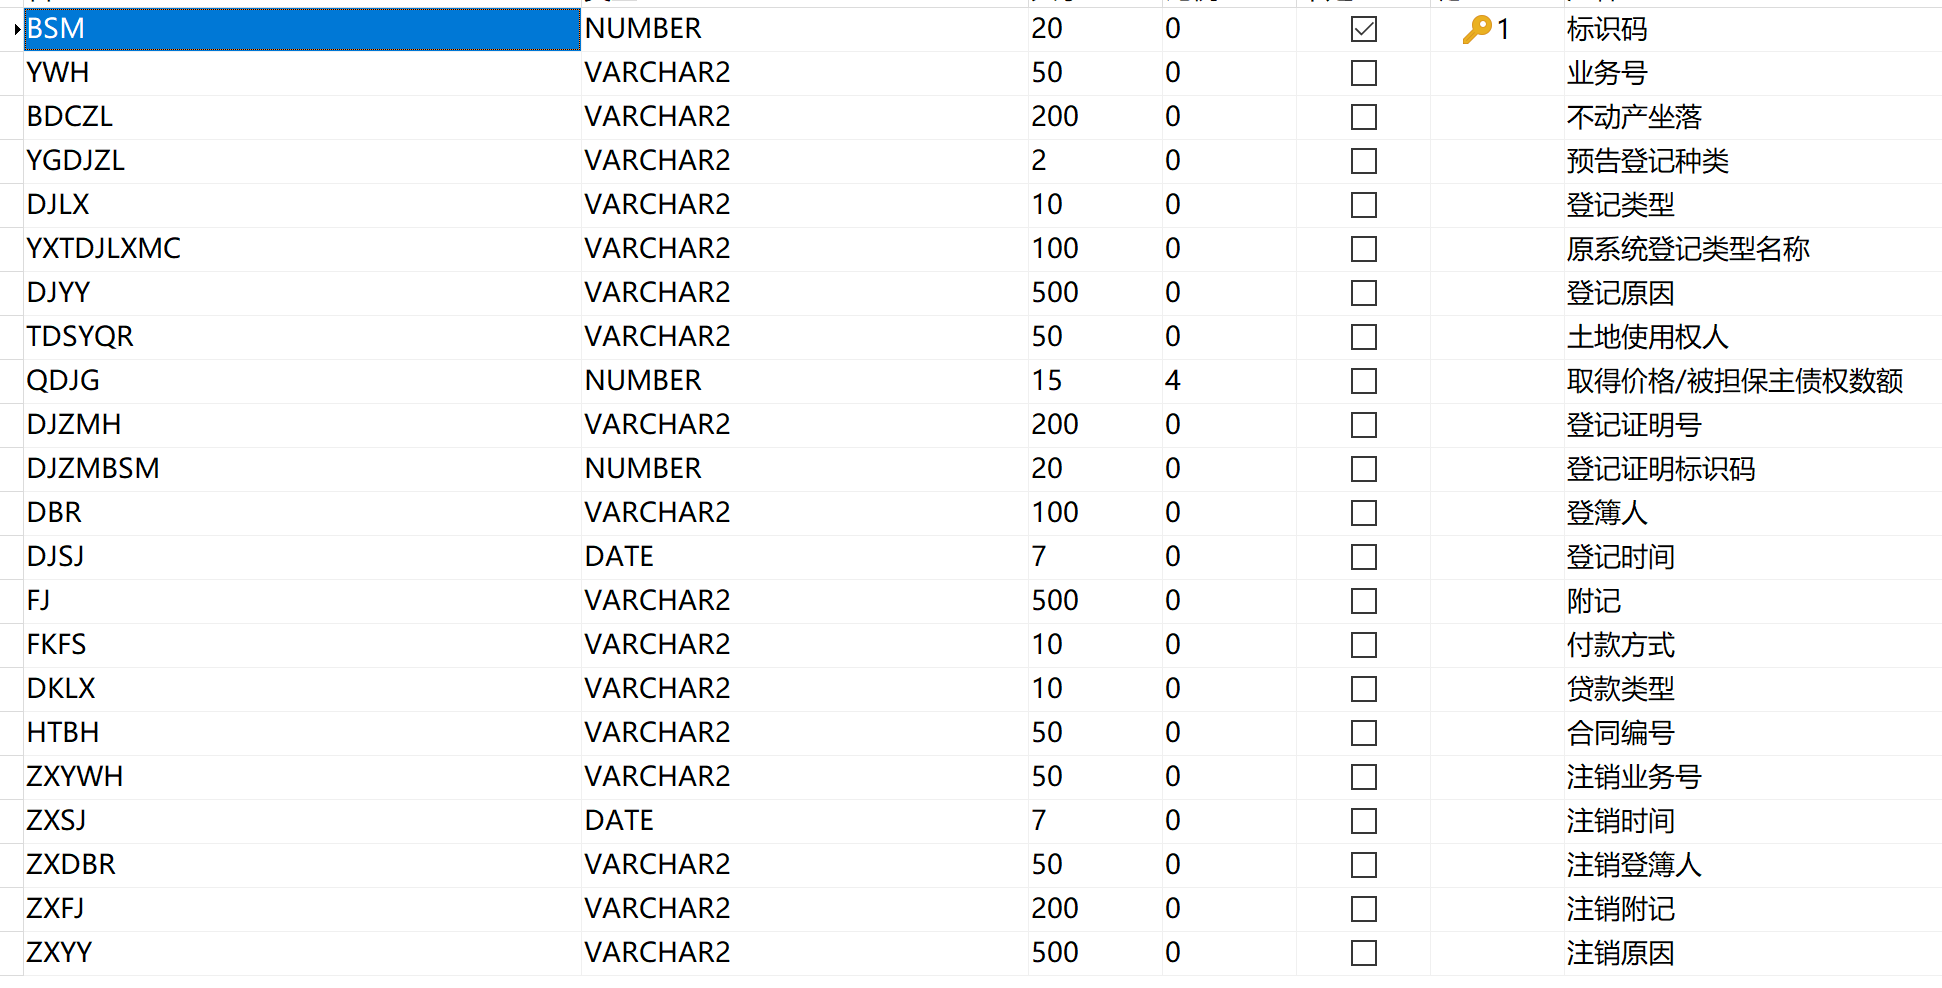 BSM NUMBER 20 0 1 标识码
YWH VARCHAR2 50 0 业务号
BDCZL VARCHAR2 200 0 不动产坐落
YGDJZL VARCHAR2 2 0 预告登记种类
DJLX VARCHAR2 10 0 登记类型
YXTDJLXMC VARCHAR2 100 0 原系统登记类型名称
DJYY VARCHAR2 500 0 登记原因
TDSYQR VARCHAR2 50 0 土地使用权人
QDJG NUMBER 15 4 取得价格/被担保主债权数额
DJZMH VARCHAR2 200 0 登记证明号
DJZMBSM NUMBER 20 0 登记证明标识码
DBR VARCHAR2 100 0 登簿人
DJSJ DATE 7 0 登记时间
FJ VARCHAR2 500 0 附记
FKFS VARCHAR2 10 0 付款方式
DKLX VARCHAR2 10 0 贷款类型
HTBH VARCHAR2 50 0 合同编号
ZXYWH VARCHAR2 50 0 注销业务号
ZXSJ DATE 7 0 注销时间
ZXDBR VARCHAR2 50 0 注销登簿人
ZXFJ VARCHAR2 200 0 注销附记
ZXYY VARCHAR2 500 0 注销原因